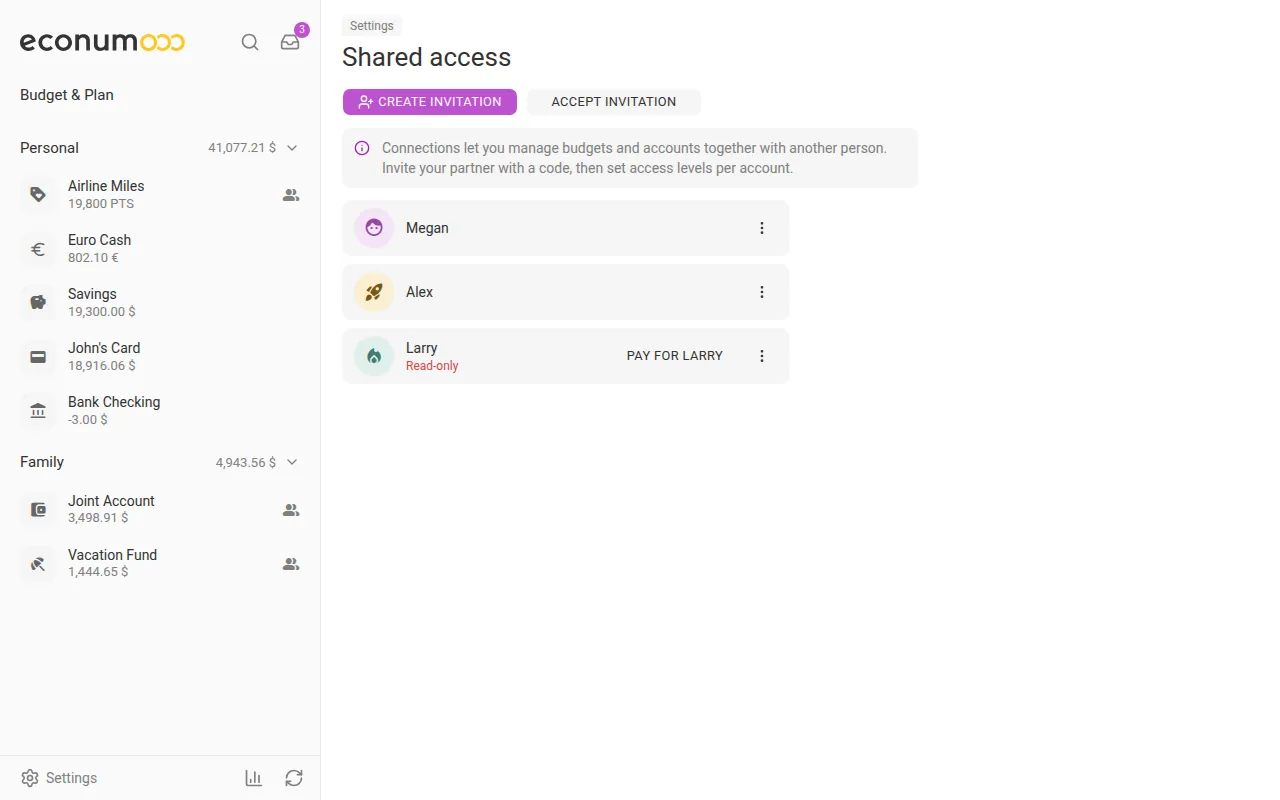 econumo
3
Budget & Plan
Personal 41,077.21 $
Airline Miles
19,800 PTS
Euro Cash
802.10 €
Savings
19,300.00 $
John's Card
18,916.06 $
Bank Checking
-3.00 $
Family 4,943.56 $
Joint Account
3,498.91 $
Vacation Fund
1,444.65 $
Settings
Settings
Shared access
CREATE INVITATION ACCEPT INVITATION
Connections let you manage budgets and accounts together with another person.
Invite your partner with a code, then set access levels per account.
Megan
Alex
Larry
Read-only
PAY FOR LARRY